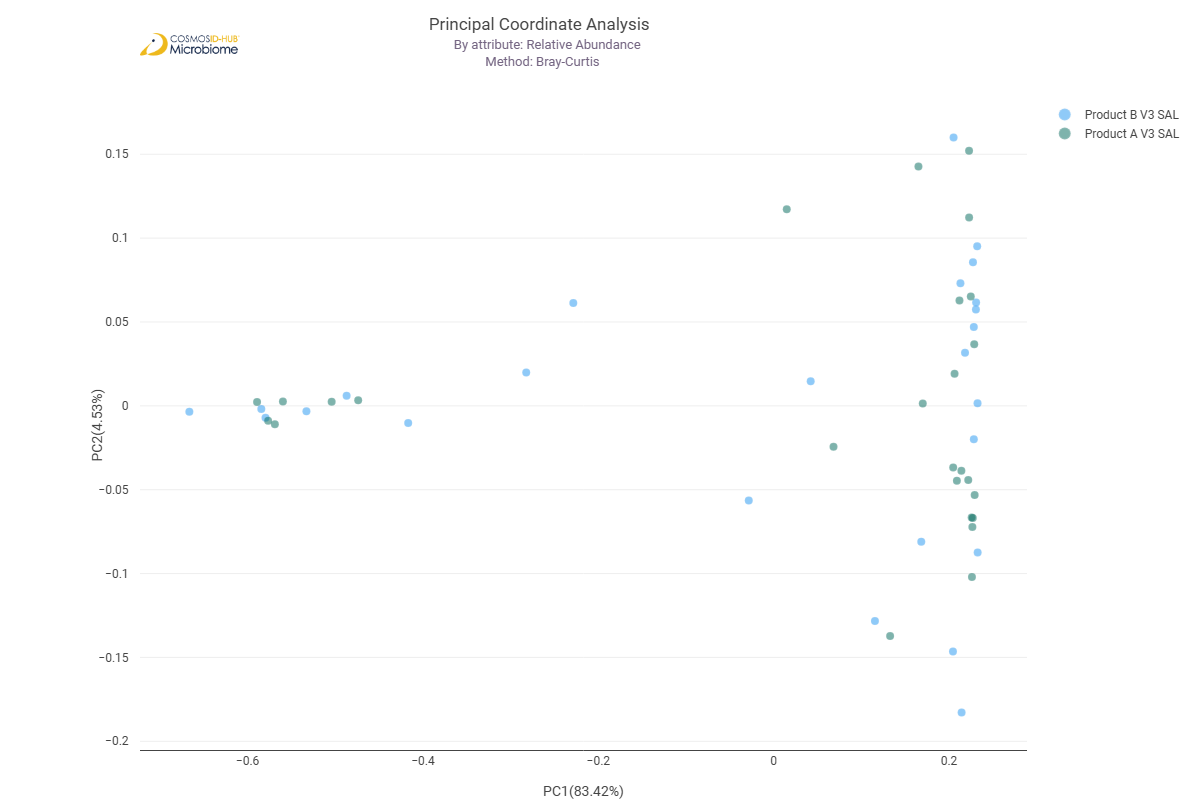 Principal Coordinate Analysis
By attribute: Relative Abundance
Method: Bray-Curtis
COSMOSID-HUB
Microbiome
Product B V3 SAL
Product A V3 SAL
0.15
0.1
0.05
0
−0.05
−0.1
−0.15
−0.2
PC2(4.53%)
−0.6
−0.4
−0.2
0
0.2
PC1(83.42%)